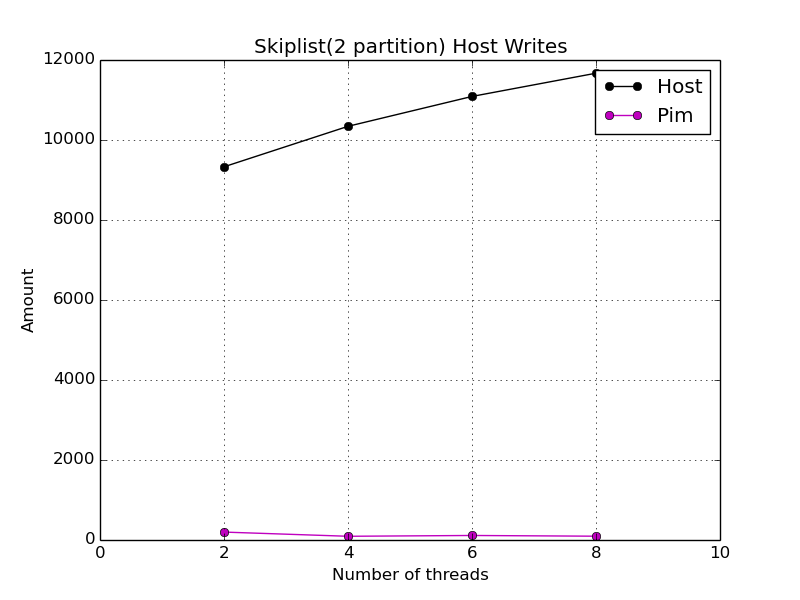 Skiplist(2 partition) Host Writes
12000
10000
8000
6000
4000
2000
0
Amount
Host
Pim
0 2 4 6 8 10
Number of threads